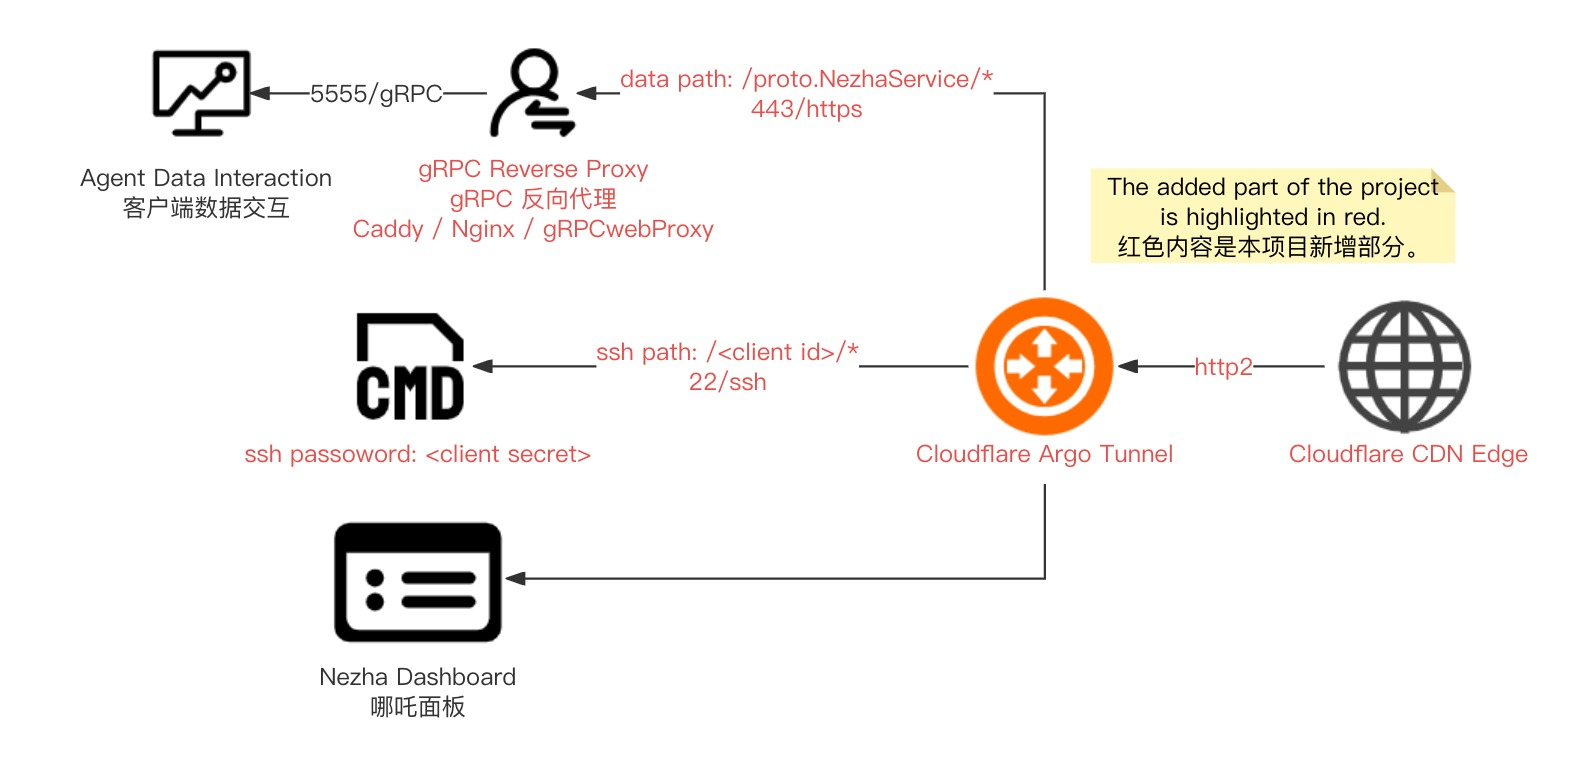 data path: /proto.NezhaService/*
443/https
5555/gRPC
Agent Data Interaction
客户端数据交互
gRPC Reverse Proxy
gRPC 反向代理
Caddy / Nginx / gRPCwebProxy
The added part of the project
is highlighted in red.
红色内容是本项目新增部分。
ssh path: /<client id>/*
22/ssh
http2
CMD
ssh passoword: <client secret>
Cloudflare Argo Tunnel
Cloudflare CDN Edge
Nezha Dashboard
哪吒面板